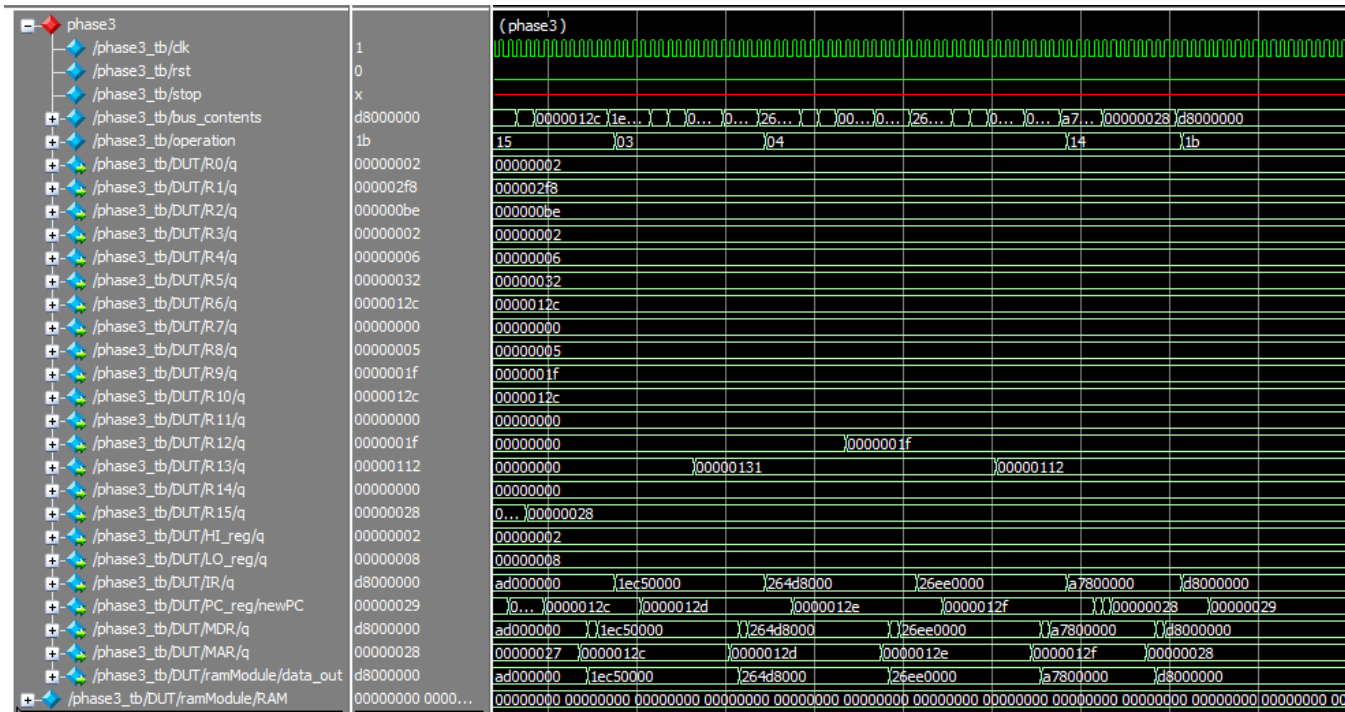 phase3 (phase3)
/phase3_tb/clk 1
/phase3_tb/rst 0
/phase3_tb/stop x
/phase3_tb/bus_contents d8000000 0000012c 1e... 0... 0... 26... 00... 0... 26... 0... 0... a7... 00000028 d8000000
/phase3_tb/operation 1b 15 03 04 14 1b
/phase3_tb/DUT/R0/q 00000002 00000002
/phase3_tb/DUT/R1/q 000002f8 000002f8
/phase3_tb/DUT/R2/q 000000be 000000be
/phase3_tb/DUT/R3/q 00000002 00000002
/phase3_tb/DUT/R4/q 00000006 00000006
/phase3_tb/DUT/R5/q 00000032 00000032
/phase3_tb/DUT/R6/q 0000012c 0000012c
/phase3_tb/DUT/R7/q 00000000 00000000
/phase3_tb/DUT/R8/q 00000005 00000005
/phase3_tb/DUT/R9/q 0000001f 0000001f
/phase3_tb/DUT/R10/q 0000012c 0000012c
/phase3_tb/DUT/R11/q 00000000 00000000
/phase3_tb/DUT/R12/q 0000001f 00000000 0000001f
/phase3_tb/DUT/R13/q 00000112 00000000 00000131 00000112
/phase3_tb/DUT/R14/q 00000000 00000000
/phase3_tb/DUT/R15/q 00000028 0... 00000028
/phase3_tb/DUT/HI_reg/q 00000002 00000002
/phase3_tb/DUT/LO_reg/q 00000008 00000008
/phase3_tb/DUT/IR/q d8000000 ad000000 1ec50000 264d8000 26ee0000 a7800000 d8000000
/phase3_tb/DUT/PC_reg/newPC 00000029 0... 0000012c 0000012d 0000012e 0000012f 00000028 00000029
/phase3_tb/DUT/MDR/q d8000000 ad000000 1ec50000 264d8000 26ee0000 a7800000 d8000000
/phase3_tb/DUT/MAR/q 00000028 00000027 0000012c 0000012d 0000012e 0000012f 00000028
/phase3_tb/DUT/ramModule/data_out d8000000 ad000000 1ec50000 264d8000 26ee0000 a7800000 d8000000
/phase3_tb/DUT/ramModule/RAM 00000000 0000... 00000000 00000000 00000000 00000000 00000000 00000000 00000000 00000000 00000000 00000000 00000000 00